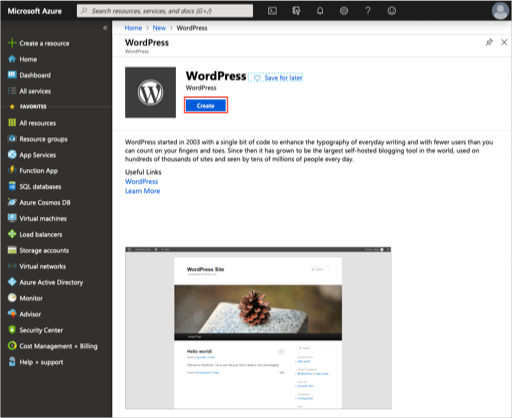 Microsoft Azure
Search resources, services, and docs (G+/)
Home > New > WordPress
Create a resource
Home
Dashboard
All services
FAVORITES
All resources
Resource groups
App Services
Function App
SQL databases
Azure Cosmos DB
Virtual machines
Load balancers
Storage accounts
Virtual networks
Azure Active Directory
Monitor
Advisor
Security Center
Cost Management + Billing
Help + support
WordPress
WordPress
WordPress
Save for later
WordPress
Create
WordPress started in 2003 with a single bit of code to enhance the typography of everyday writing and with fewer users than you
can count on your fingers and toes. Since then it has grown to be the largest self-hosted blogging tool in the world, used on
hundreds of thousands of sites and seen by tens of millions of people every day.
Useful Links
WordPress
Learn More
WordPress Site
Hello world!